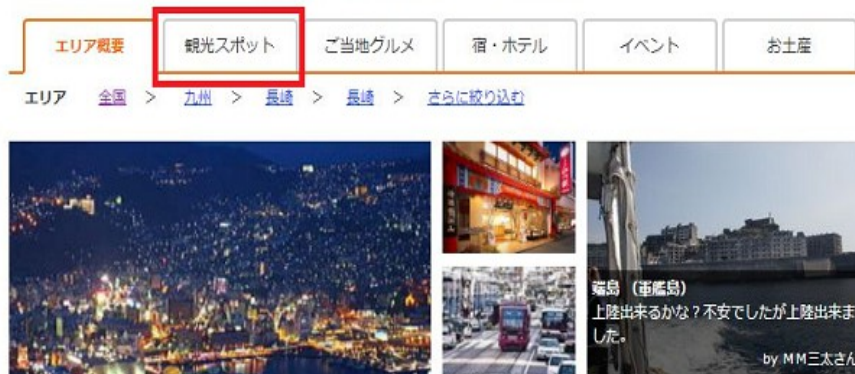 エリア概要
観光スポット
ご当地グルメ
宿・ホテル
イベント
お土産
エリア 全国 > 九州 > 長崎 > 長崎 > さらに絞り込む
端島 (軍艦島)
上陸出来るかな?不安でしたが上陸出来ま
した。
by MM三太さん